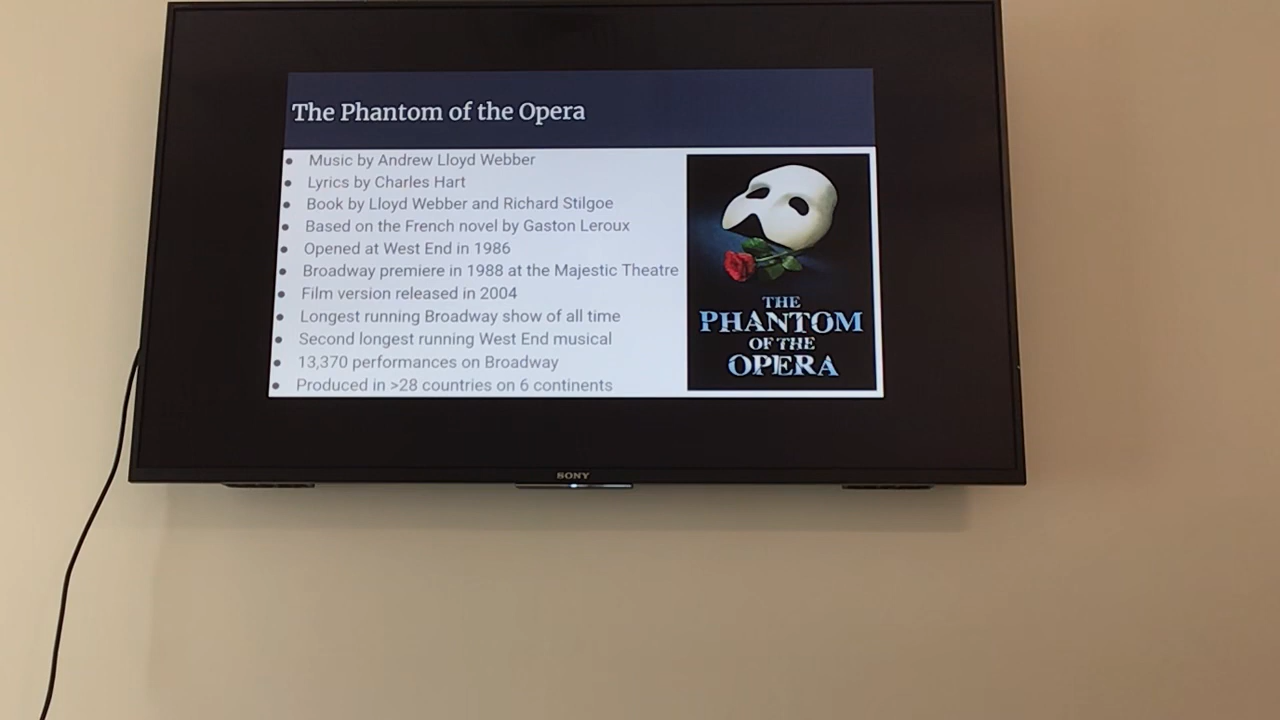 The Phantom of the Opera
● Music by Andrew Lloyd Webber
● Lyrics by Charles Hart
● Book by Lloyd Webber and Richard Stilgoe
● Based on the French novel by Gaston Leroux
● Opened at West End in 1986
● Broadway premiere in 1988 at the Majestic Theatre
● Film version released in 2004
● Longest running Broadway show of all time
● Second longest running West End musical
● 13,370 performances on Broadway
● Produced in >28 countries on 6 continents
THE
PHANTOM
OF THE
OPERA
SONY